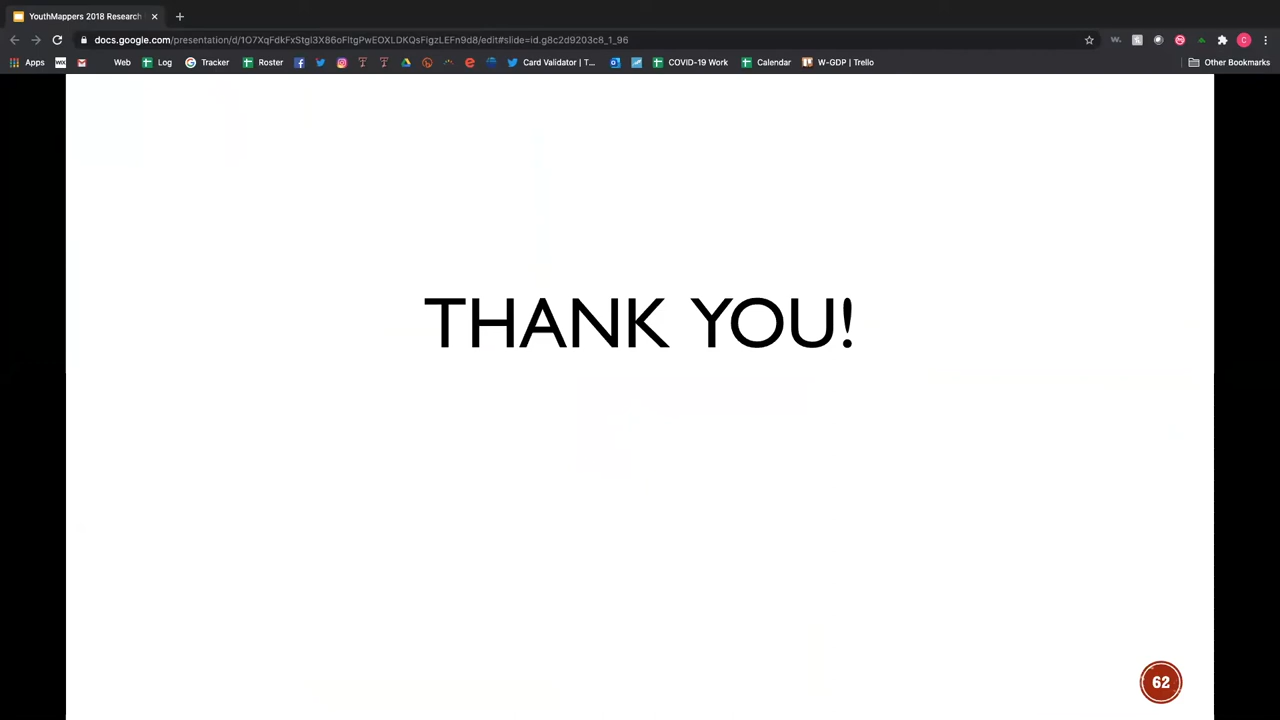 YouthMappers 2018 Research
docs.google.com/presentation/d/1O7XqFdkFxStgl3X86oFltgPwEOXLDKQsFigzLEFn9d8/edit#slide=id.g8c2d9203c8_1_96
Apps WIX Web Log Tracker Roster Card Validator | T... COVID-19 Work Calendar W-GDP | Trello Other Bookmarks
THANK YOU!
62